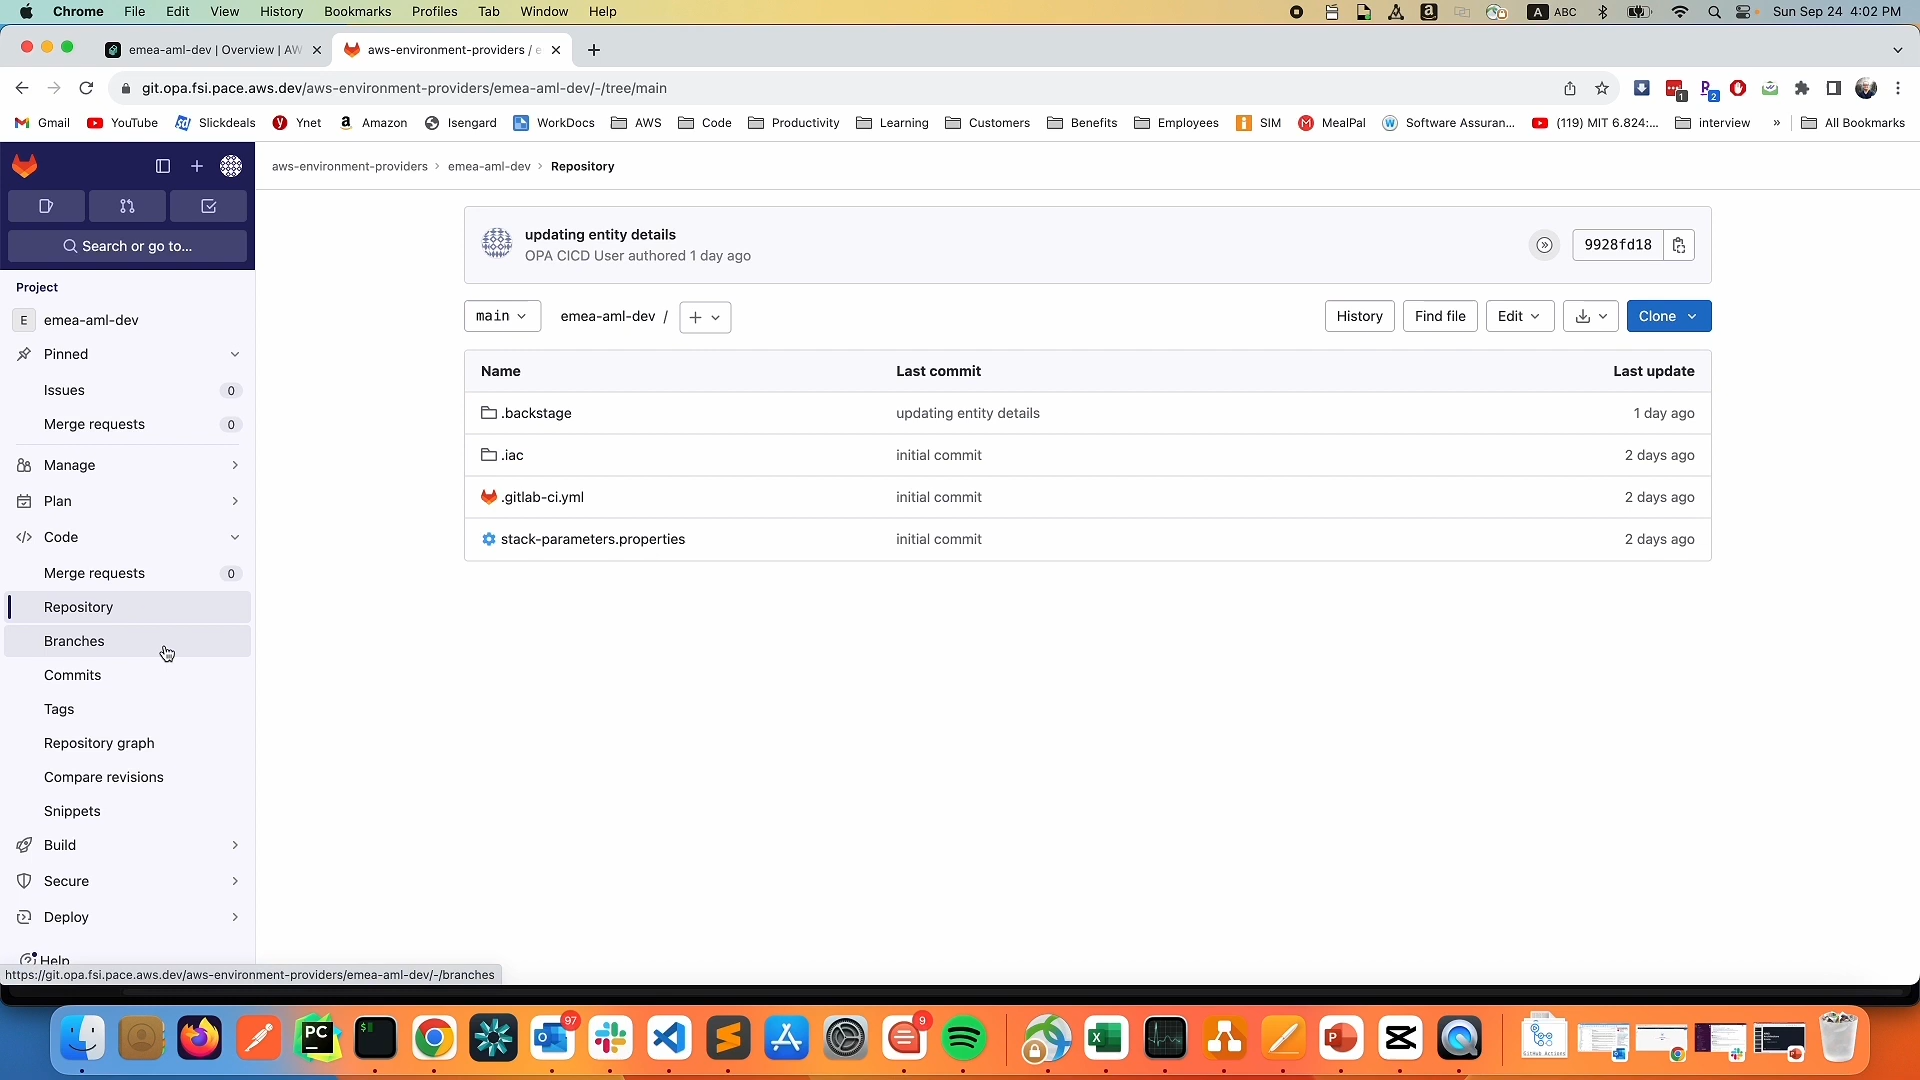 Chrome File Edit View History Bookmarks Profiles Tab Window Help
A ABC
Sun Sep 24 4:02 PM
emea-aml-dev | Overview | AW
aws-environment-providers / e
git.opa.fsi.pace.aws.dev/aws-environment-providers/emea-aml-dev/-/tree/main
1
2
Gmail YouTube Slickdeals Ynet Amazon Isengard WorkDocs AWS Code Productivity Learning Customers Benefits Employees SIM MealPal Software Assuran... (119) MIT 6.824:... interview » All Bookmarks
aws-environment-providers › emea-aml-dev › Repository
Search or go to...
Project
E emea-aml-dev
Pinned
Issues 0
Merge requests 0
Manage
Plan
Code
Merge requests 0
Repository
Branches
Commits
Tags
Repository graph
Compare revisions
Snippets
Build
Secure
Deploy
Help
https://git.opa.fsi.pace.aws.dev/aws-environment-providers/emea-aml-dev/-/branches
updating entity details
OPA CICD User authored 1 day ago
9928fd18
main
emea-aml-dev /
History Find file Edit Clone
Name Last commit Last update
.backstage updating entity details 1 day ago
.iac initial commit 2 days ago
.gitlab-ci.yml initial commit 2 days ago
stack-parameters.properties initial commit 2 days ago
PC
$
97
9